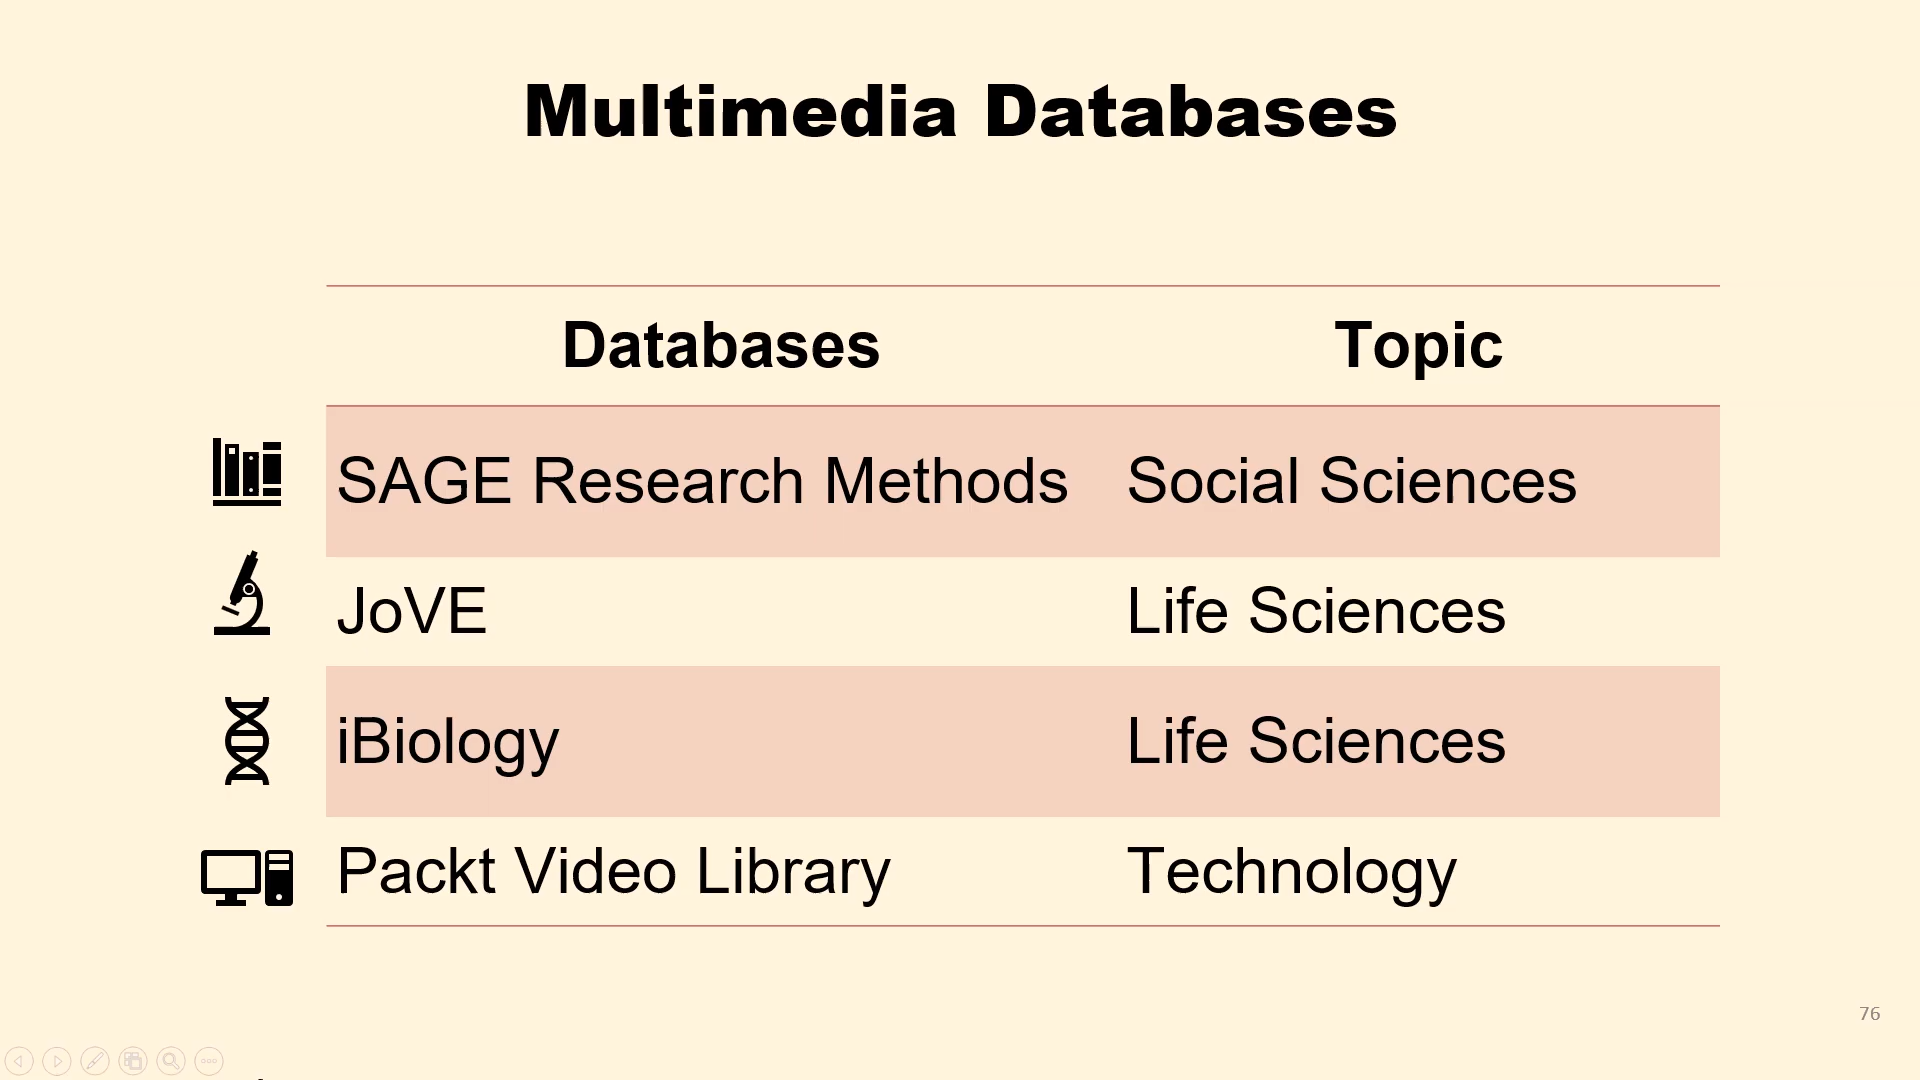 Multimedia Databases
Databases Topic
SAGE Research Methods Social Sciences
JoVE Life Sciences
iBiology Life Sciences
Packt Video Library Technology
76